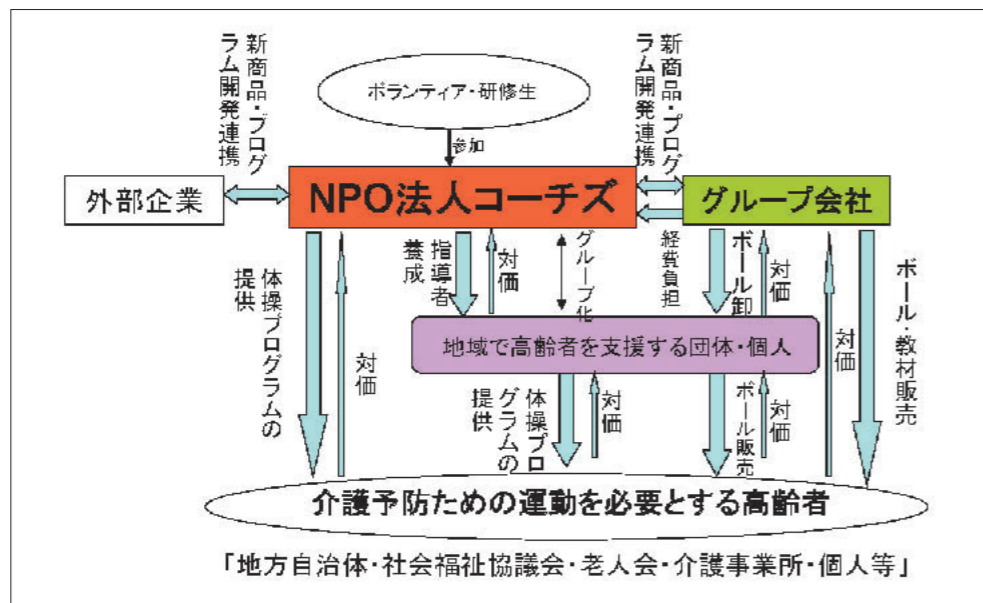 新商品・プログ
ラム開発連携
ボランティア・研修生
新商品・プログ
ラム開発連携
参加
外部企業
NPO法人コーチズ
グループ会社
体操プログラムの
提供
対価
指導者
養成
対価
グループ化
経費負担
ボール卸
対価
対価
ボール・教材販売
地域で高齢者を支援する団体・個人
体操プロ
グラムの
提供
対価
ボール販売
対価
介護予防ための運動を必要とする高齢者
「地方自治体・社会福祉協議会・老人会・介護事業所・個人等」